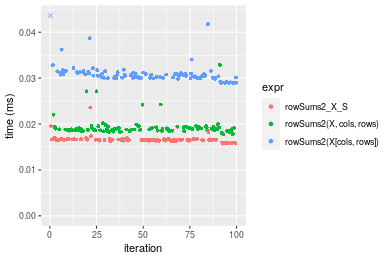 0.04
0.03
0.02
0.01
0.00
time (ms)
0
25
50
75
100
iteration
expr
rowSums2_X_S
rowSums2(X, cols, rows)
rowSums2(X[cols, rows])